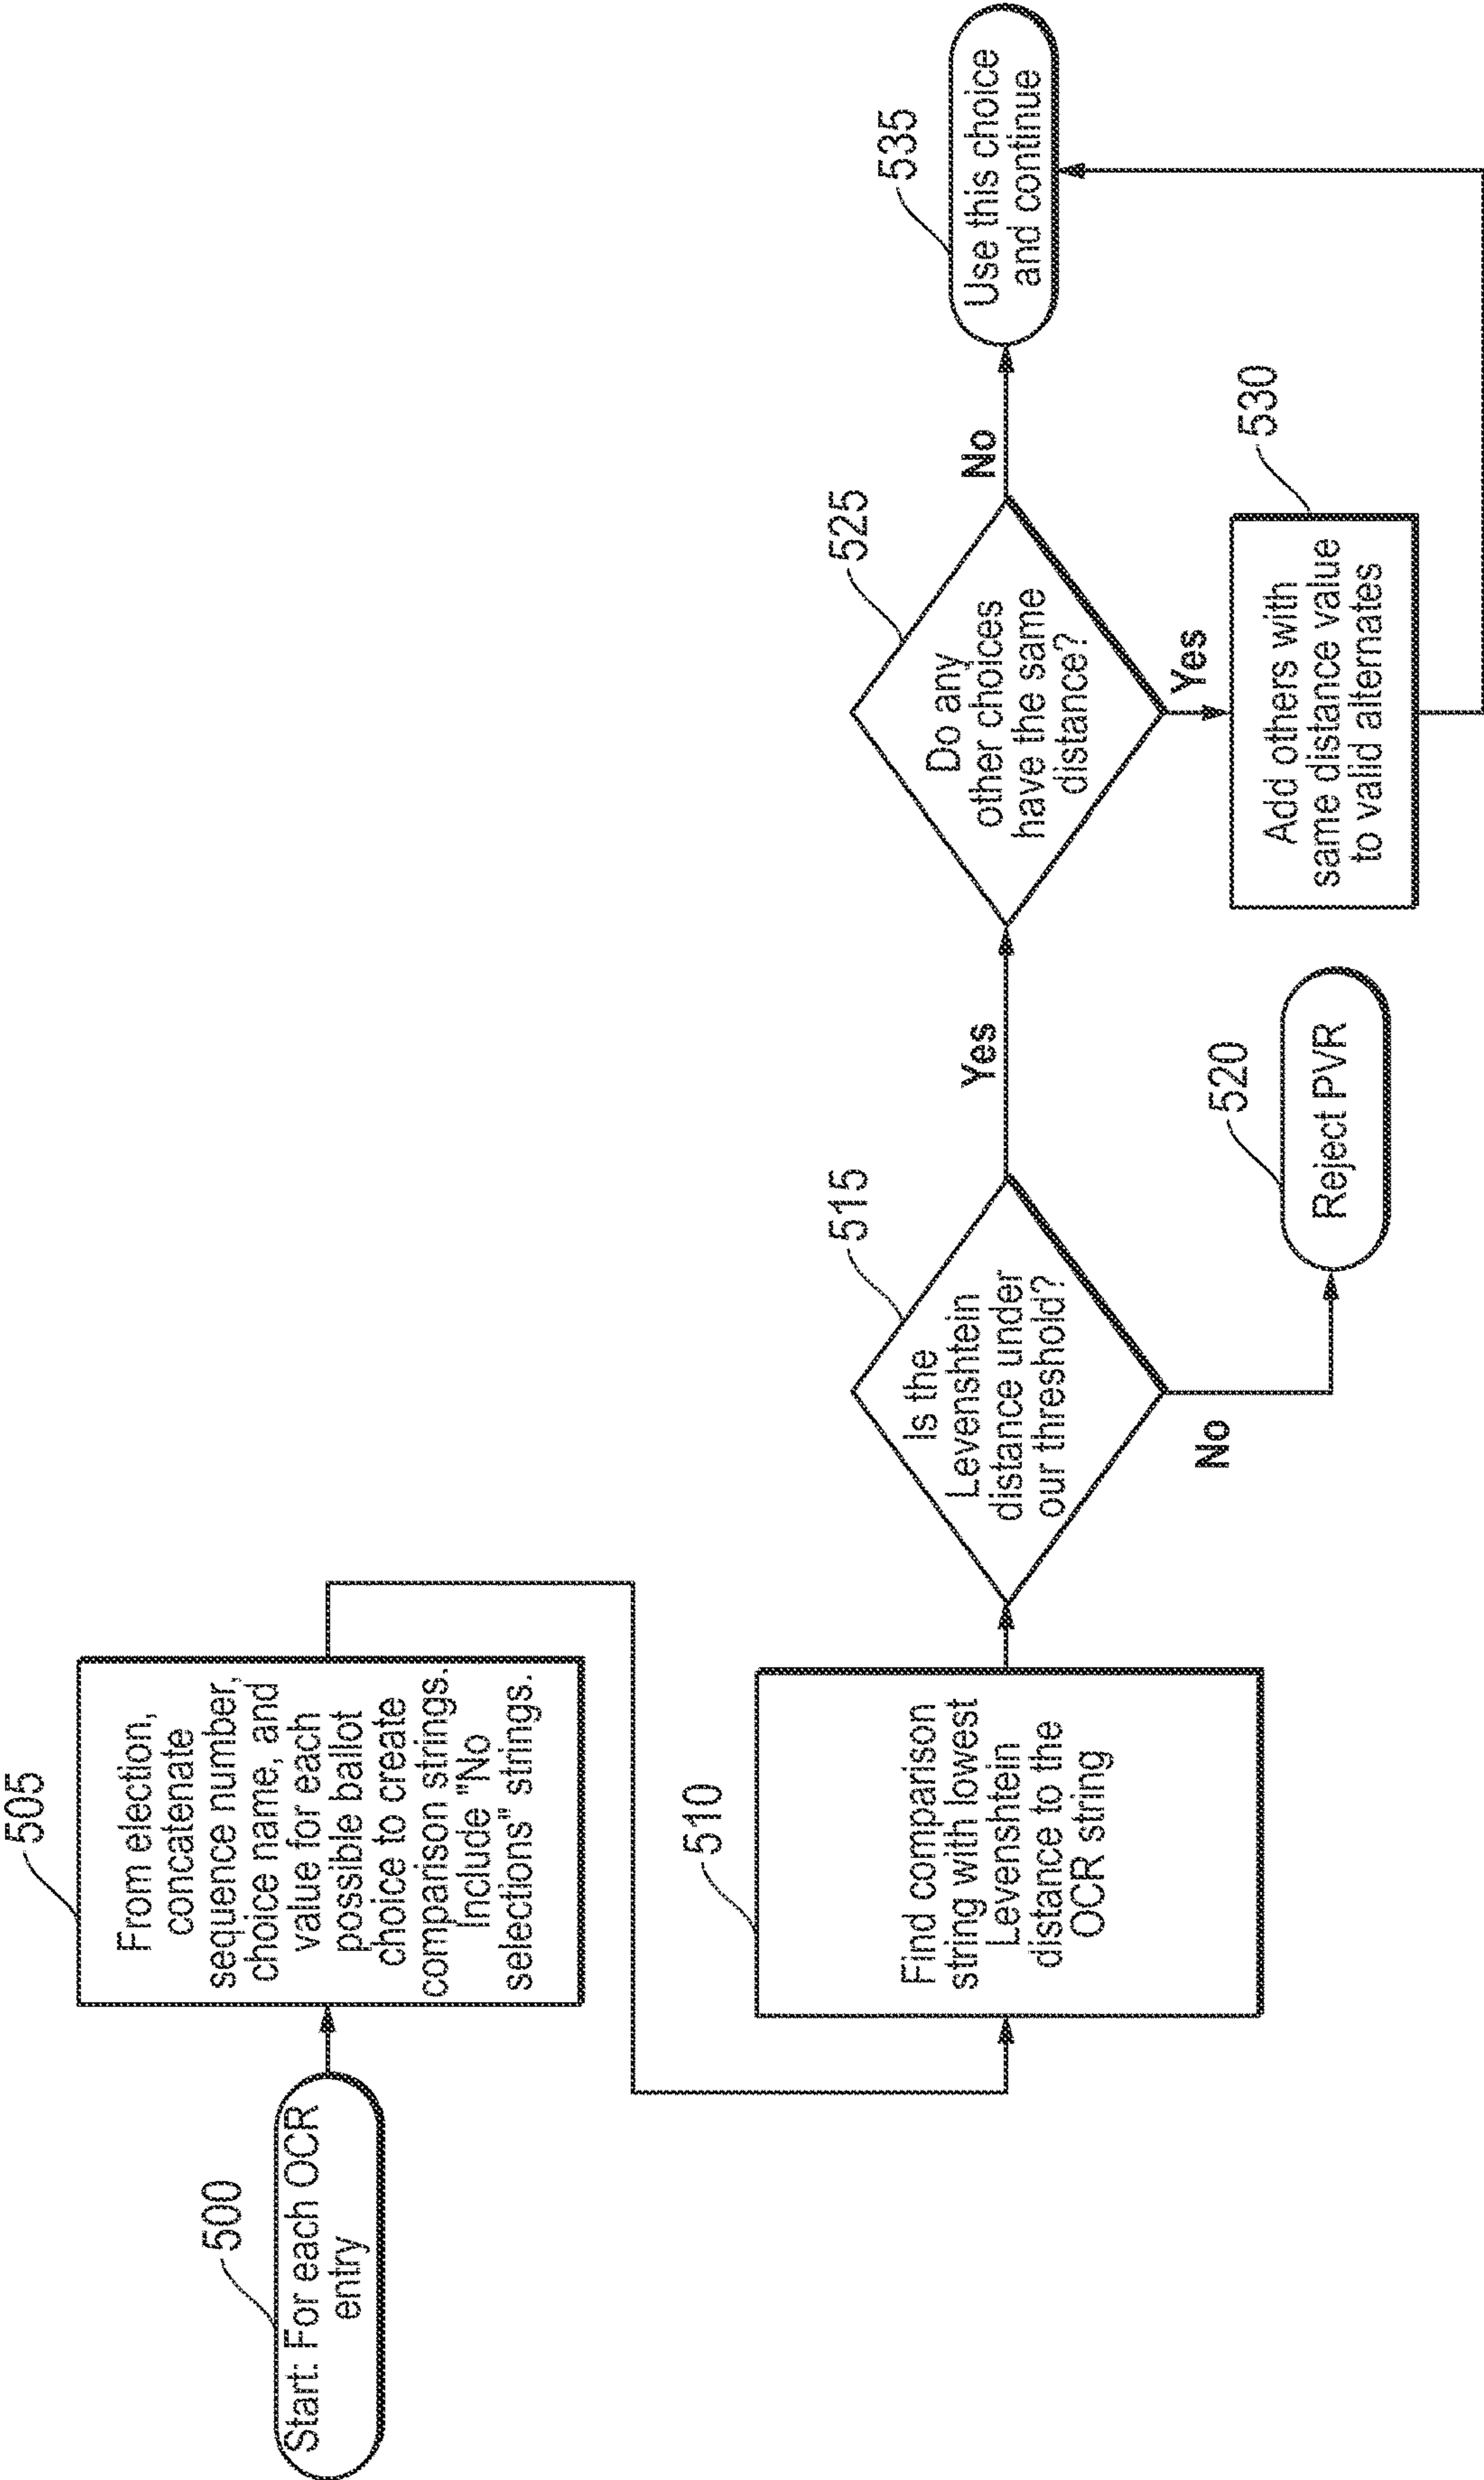 500
Start: For each OCR
entry
505
From election,
concatenate
sequence number,
choice name, and
value for each
possible ballot
choice to create
comparison strings.
Include "No
selections" strings.
510
Find comparison
string with lowest
Levenshtein
distance to the
OCR string
515
Is the
Levenshtein
distance under
our threshold?
No
520
Reject PVR
Yes
525
Do any
other choices
have the same
distance?
Yes
530
Add others with
same distance value
to valid alternates
No
535
Use this choice
and continue